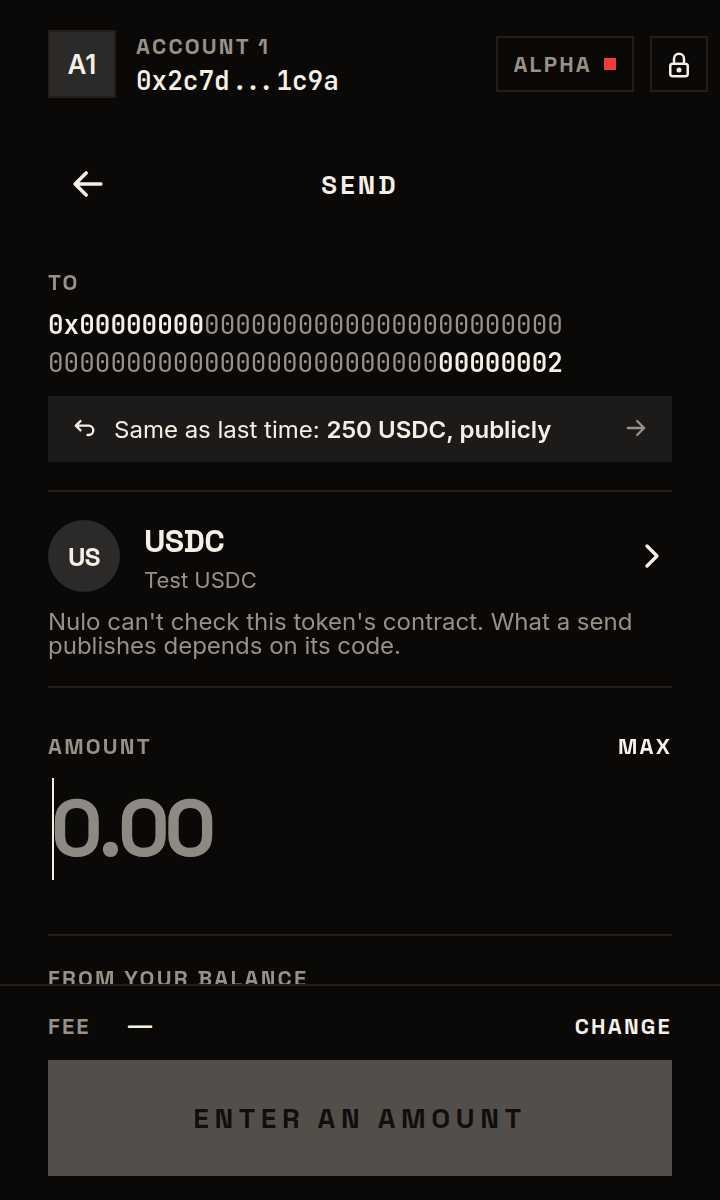 A1
ACCOUNT 1
0x2c7d...1c9a
ALPHA
SEND
TO
0x0000000000000000000000000000000
000000000000000000000000000000002
Same as last time: 250 USDC, publicly
US
USDC
Test USDC
Nulo can't check this token's contract. What a send
publishes depends on its code.
AMOUNT
MAX
0.00
FROM YOUR BALANCE
FEE —
CHANGE
ENTER AN AMOUNT